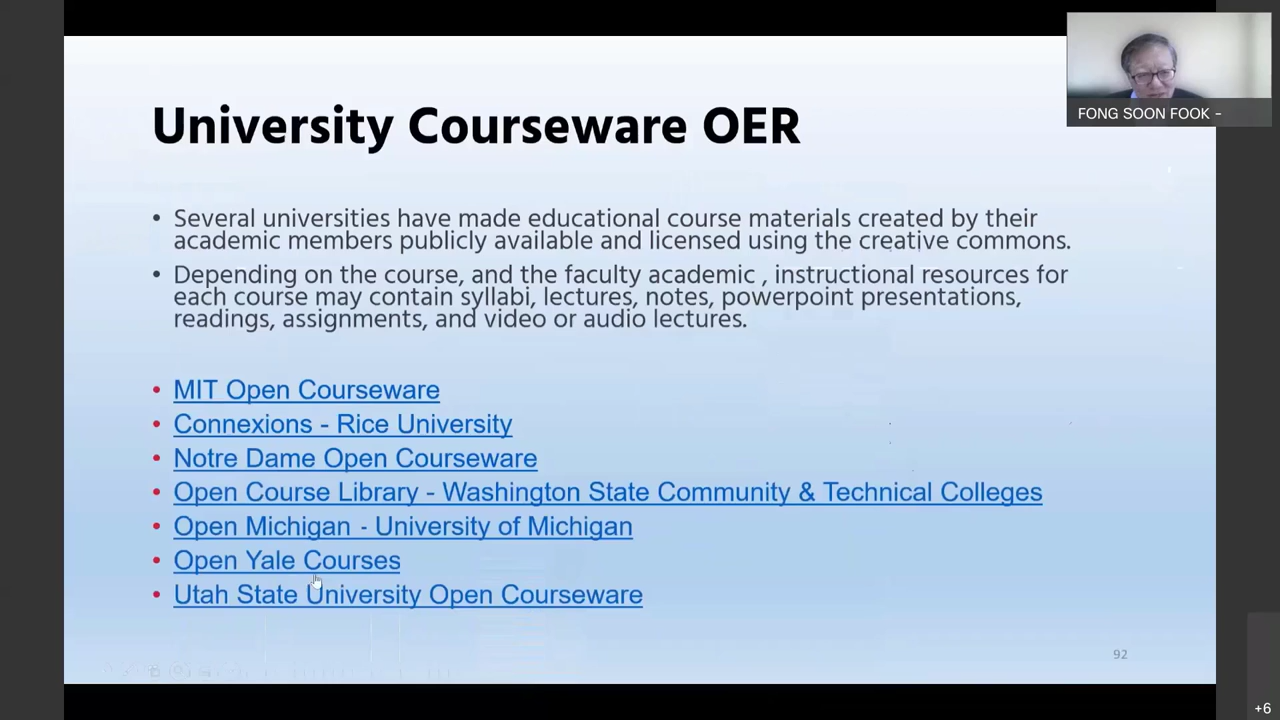 University Courseware OER
FONG SOON FOOK -
• Several universities have made educational course materials created by their
academic members publicly available and licensed using the creative commons.
• Depending on the course, and the faculty academic , instructional resources for
each course may contain syllabi, lectures, notes, powerpoint presentations,
readings, assignments, and video or audio lectures.
• MIT Open Courseware
• Connexions - Rice University
• Notre Dame Open Courseware
• Open Course Library - Washington State Community & Technical Colleges
• Open Michigan - University of Michigan
• Open Yale Courses
• Utah State University Open Courseware
92
+6